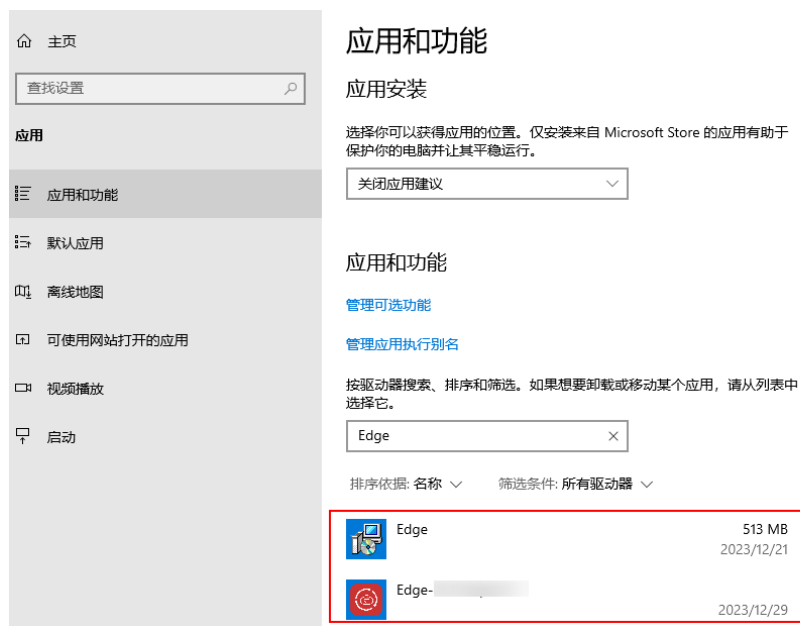 主页
查找设置
应用
应用和功能
默认应用
离线地图
可使用网站打开的应用
视频播放
启动
应用和功能
应用安装
选择你可以获得应用的位置。仅安装来自 Microsoft Store 的应用有助于
保护你的电脑并让其平稳运行。
关闭应用建议
应用和功能
管理可选功能
管理应用执行别名
按驱动器搜索、排序和筛选。如果想要卸载或移动某个应用，请从列表中
选择它。
Edge
排序依据: 名称 筛选条件: 所有驱动器
Edge 513 MB
2023/12/21
Edge-
2023/12/29